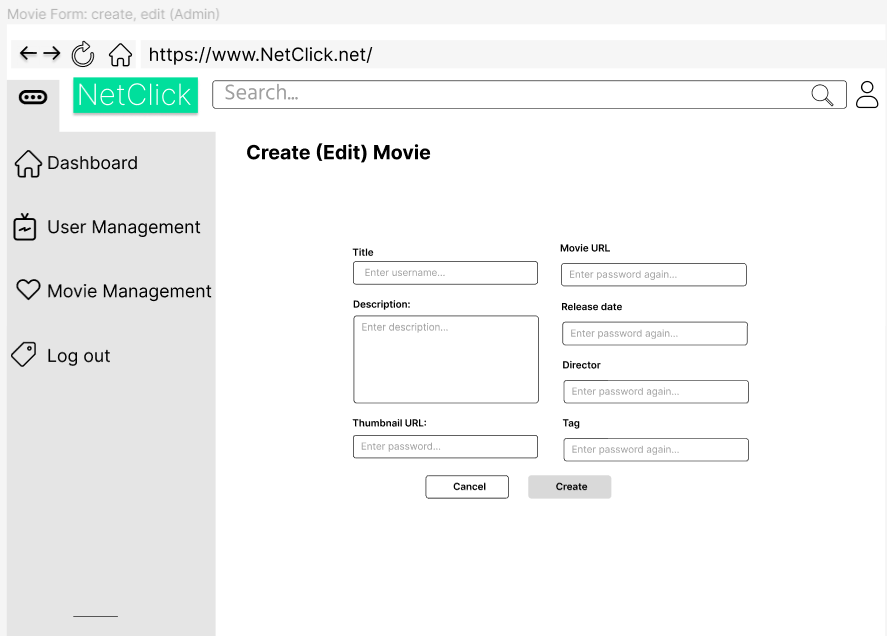 Movie Form: create, edit (Admin)
https://www.NetClick.net/
NetClick
Search...
Dashboard
User Management
Movie Management
Log out
Create (Edit) Movie
Title
Enter username...
Description:
Enter description...
Thumbnail URL:
Enter password...
Movie URL
Enter password again...
Release date
Enter password again...
Director
Enter password again...
Tag
Enter password again...
Cancel
Create